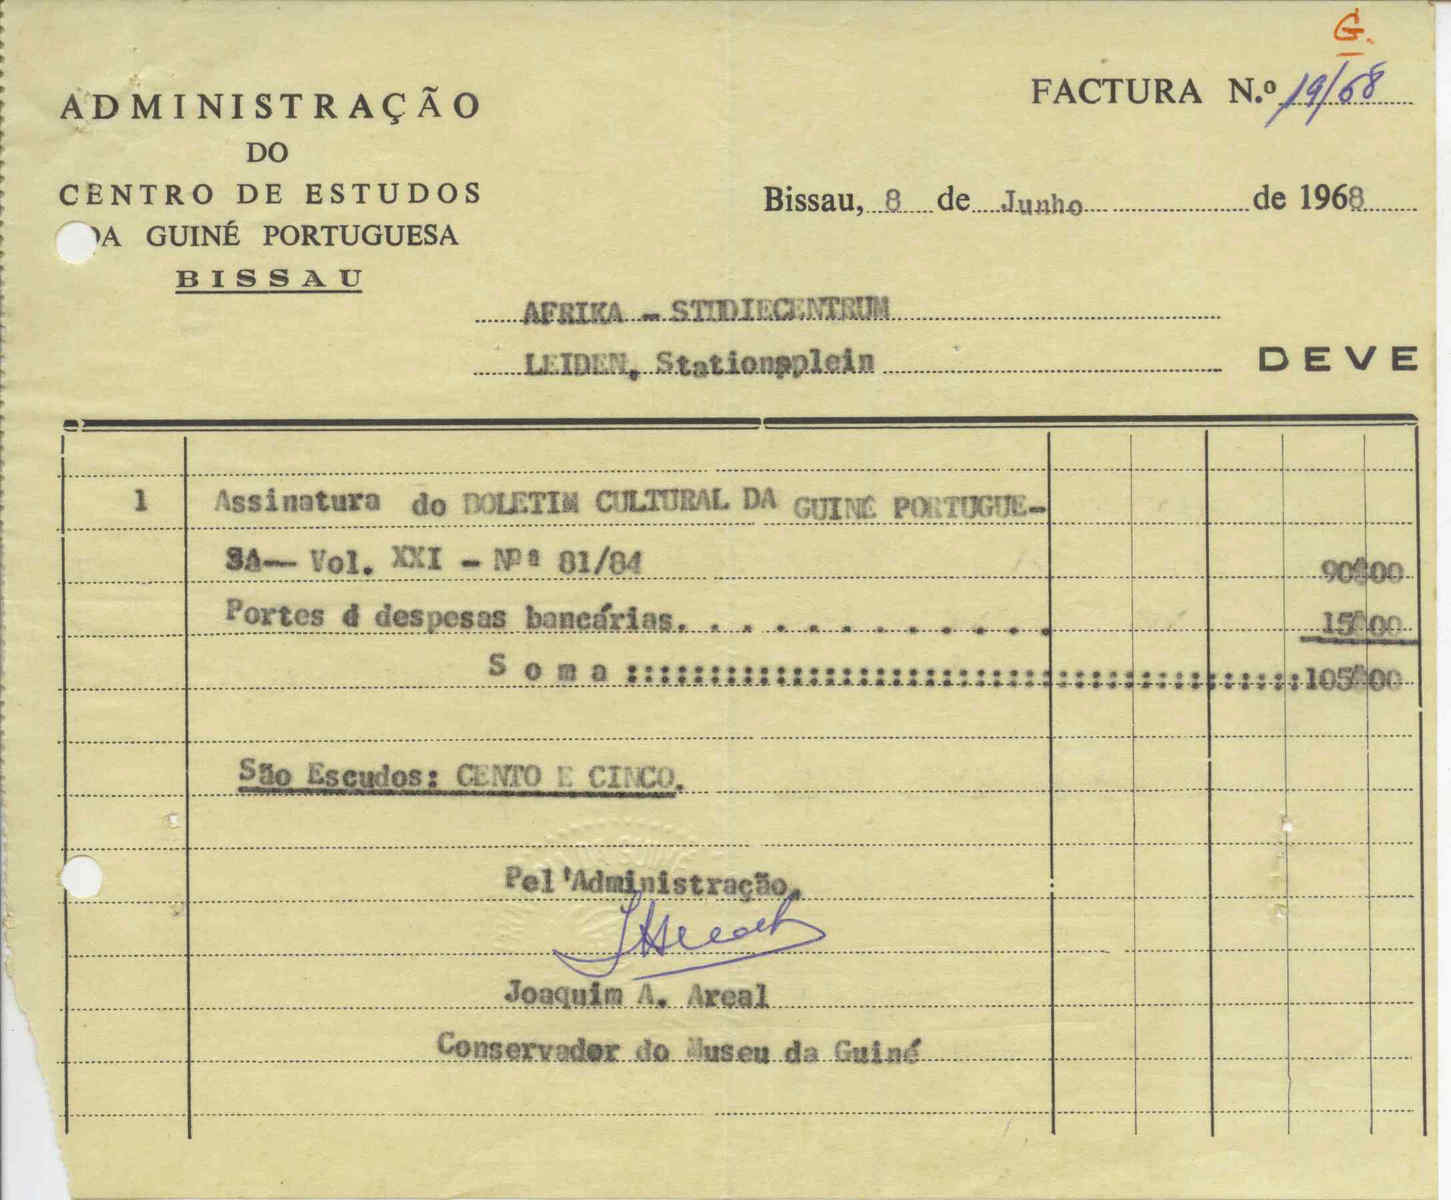 G.
ADMINISTRAÇÃO
DO
CENTRO DE ESTUDOS
DA GUINÉ PORTUGUESA
BISSAU
FACTURA N.º 19/68
Bissau, 8 de Junho de 1968
AFRIKA - STUDIECENTRUM
LEIDEN, Stationsplein
DEVE
1 Assinatura do BOLETIM CULTURAL DA GUINÉ PORTUGUE-
SA— Vol. XXI - Nºs 81/84 90$00
Portes d despesas bancárias. . . . . . . . . . . . 15$00
Soma :::::::::::::::::::::::::::::::::::::::::105$00
São Escudos: CENTO E CINCO.
Pel'Administração,
Joaquim A. Areal
Conservador do Museu da Guiné